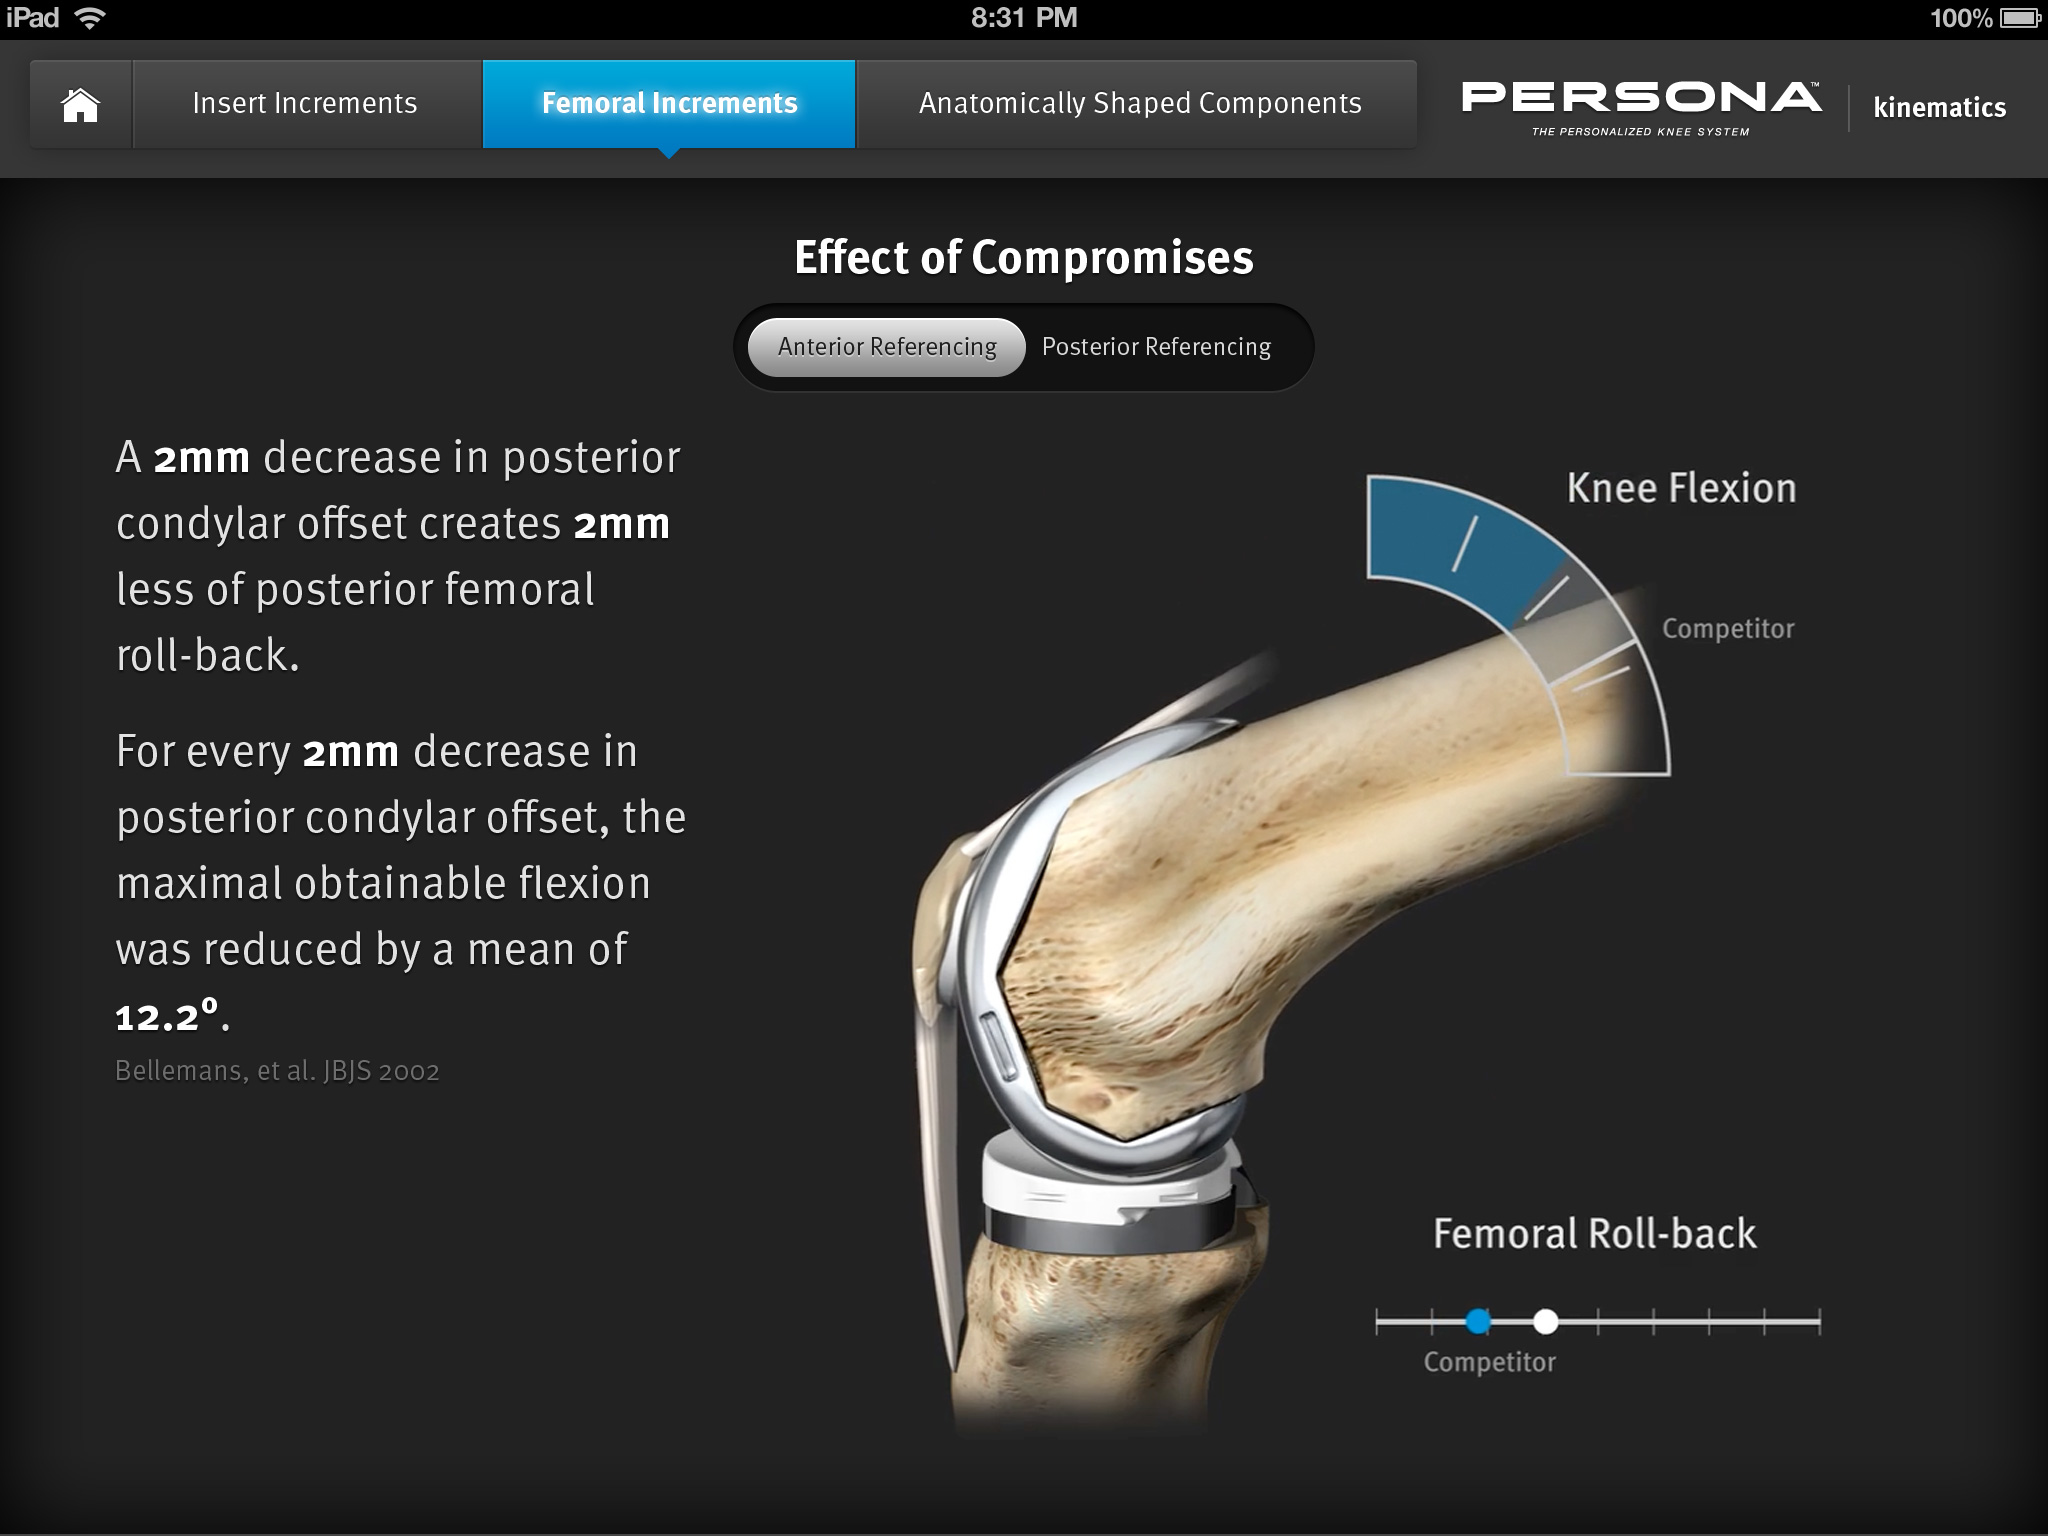 iPad 8:31 PM 100%
Insert Increments Femoral Increments Anatomically Shaped Components PERSONA™ kinematics
THE PERSONALIZED KNEE SYSTEM
Effect of Compromises
Anterior Referencing Posterior Referencing
A 2mm decrease in posterior
condylar offset creates 2mm
less of posterior femoral
roll-back.
For every 2mm decrease in
posterior condylar offset, the
maximal obtainable flexion
was reduced by a mean of
12.2º.
Bellemans, et al. JBJS 2002
Knee Flexion
Competitor
Femoral Roll-back
Competitor